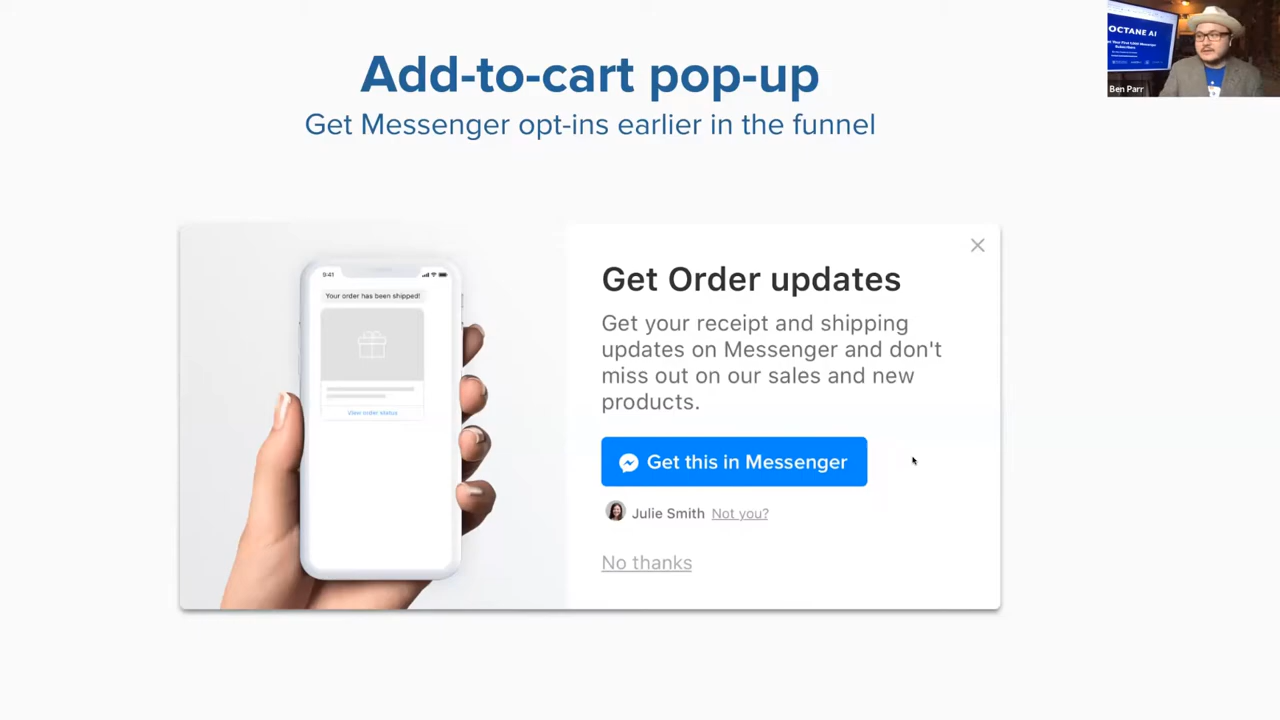 Add-to-cart pop-up
Get Messenger opt-ins earlier in the funnel
OCTANE AI
Ben Parr
9:41
Your order has been shipped!
View order status
Get Order updates
Get your receipt and shipping
updates on Messenger and don't
miss out on our sales and new
products.
Get this in Messenger
Julie Smith Not you?
No thanks